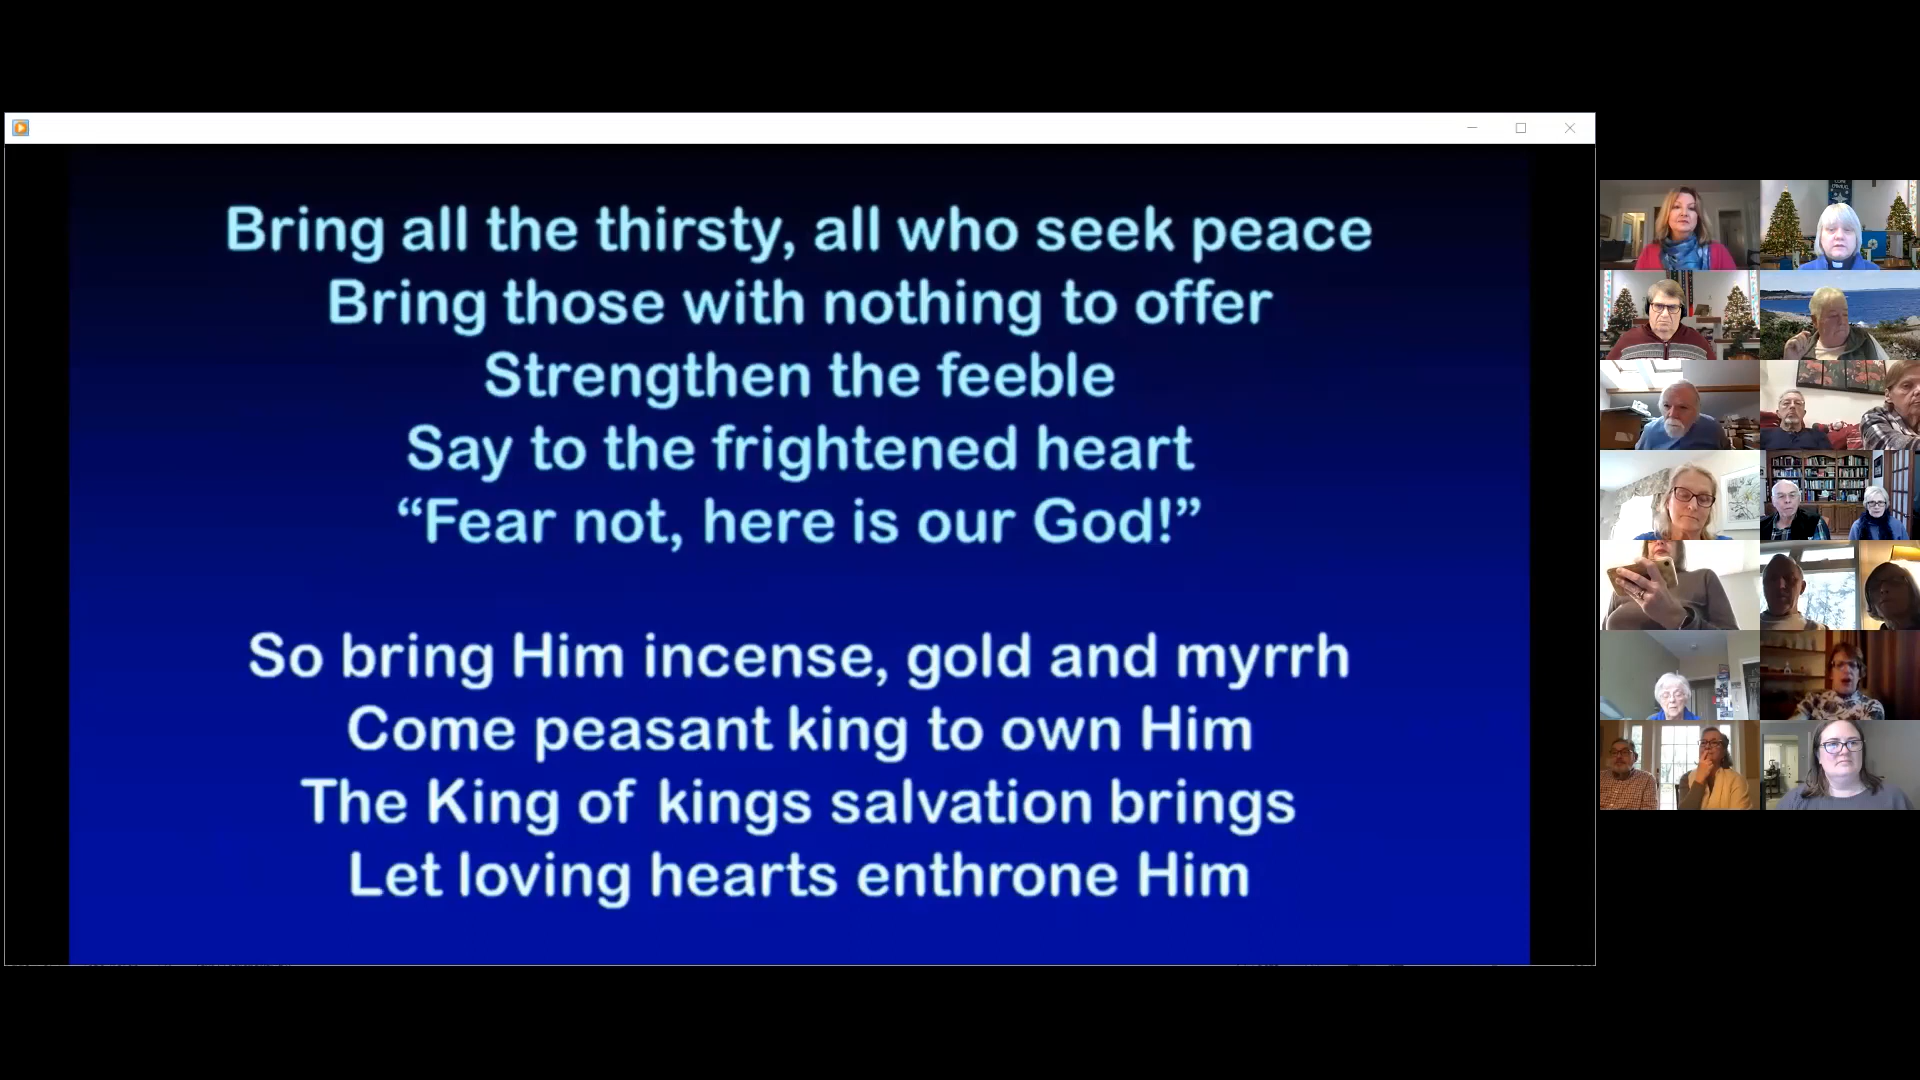 Bring all the thirsty, all who seek peace
Bring those with nothing to offer
Strengthen the feeble
Say to the frightened heart
“Fear not, here is our God!”
So bring Him incense, gold and myrrh
Come peasant king to own Him
The King of kings salvation brings
Let loving hearts enthrone Him